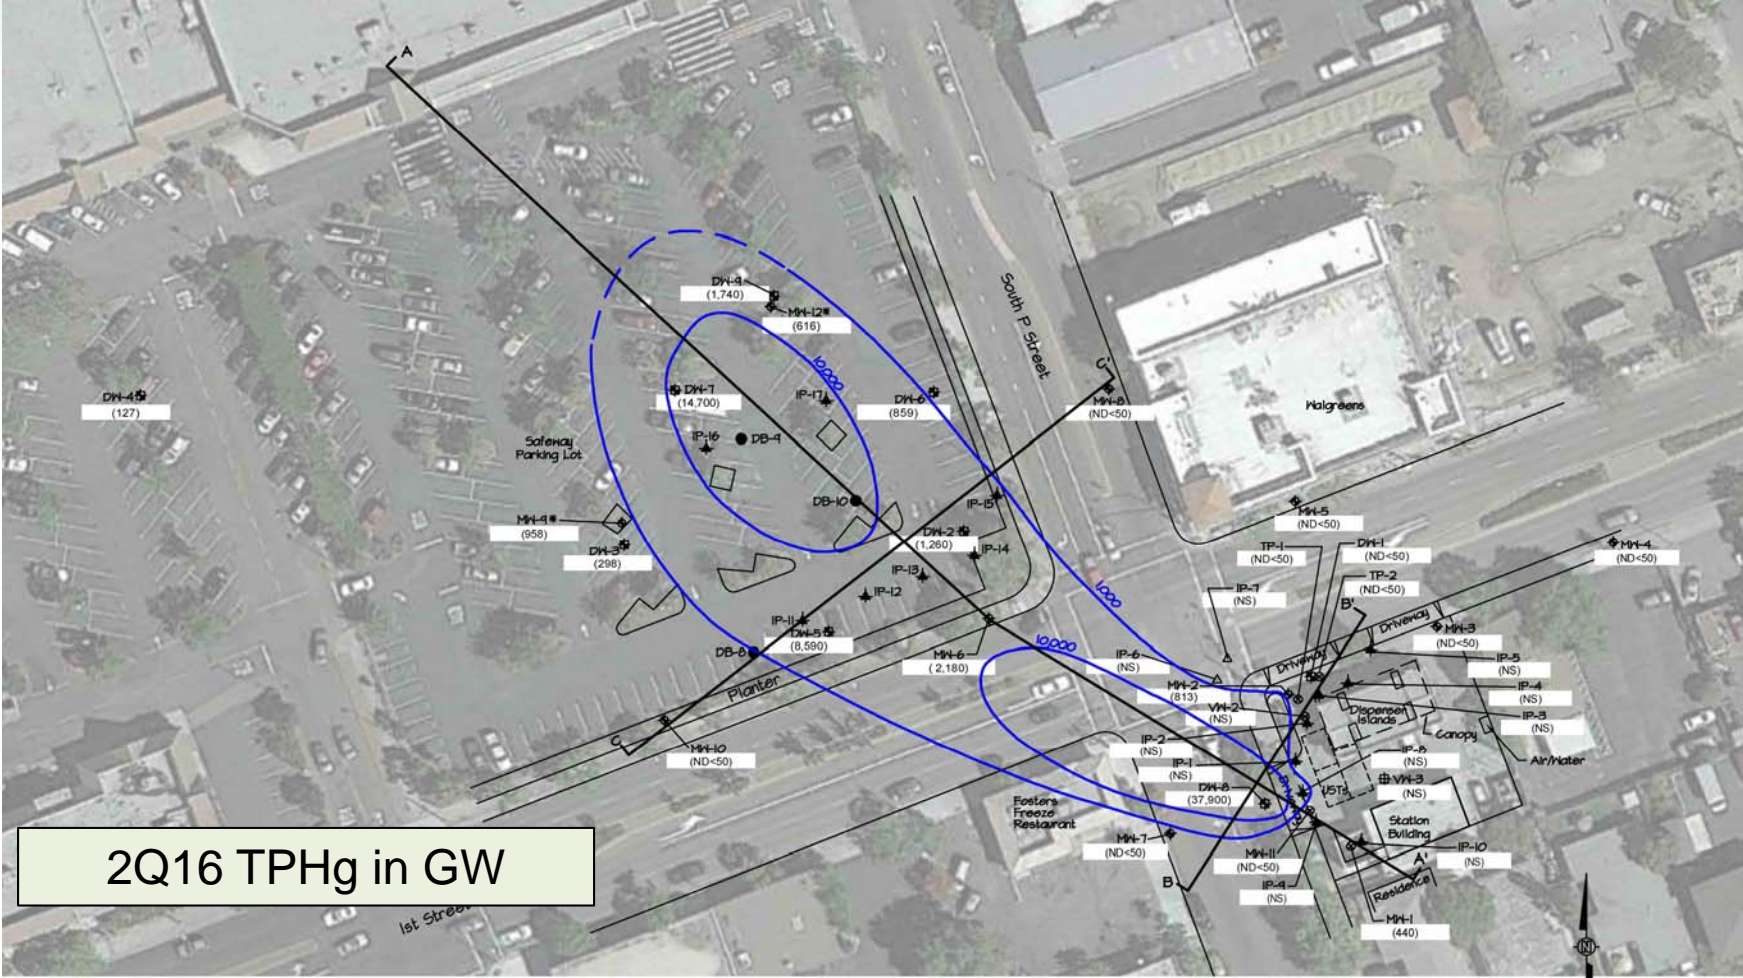 A
DW-9
(1,740)
MW-12*
(616)
South P Street
10,000
C'
DW-4
(127)
DW-7
(14,700)
IP-17
DW-6
(859)
MW-8
(ND<50)
Walgreens
Safeway
Parking Lot
IP-16
DB-9
DB-10
IP-15
MW-5
(ND<50)
MW-9*
(958)
DW-3
(298)
DW-2
(1,260)
IP-14
IP-13
IP-12
TP-1
(ND<50)
DW-1
(ND<50)
MW-4
(ND<50)
TP-2
(ND<50)
IP-7
(NS)
1,000
B'
IP-11
DW-5
(8,590)
DB-8
MW-6
(2,180)
10,000
Driveway
Driveway
MW-3
(ND<50)
IP-6
(NS)
IP-5
(NS)
MW-2
(813)
IP-4
(NS)
Planter
VW-2
(NS)
Dispenser
Islands
IP-3
(NS)
Canopy
C
MW-10
(ND<50)
IP-2
(NS)
IP-1
(NS)
IP-8
(NS)
Air/Water
DW-8
(37,900)
USTs
VW-3
(NS)
Fosters
Freeze
Restaurant
Station
Building
MW-7
(ND<50)
MW-11
(ND<50)
IP-10
(NS)
A'
B
IP-9
(NS)
Residence
MW-1
(440)
2Q16 TPHg in GW
1st Street
N